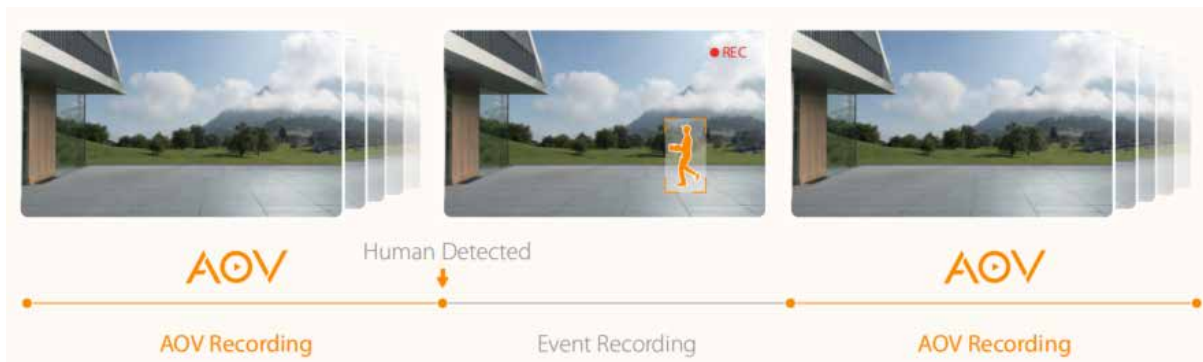 REC
AOV
Human Detected
AOV
AOV Recording
Event Recording
AOV Recording